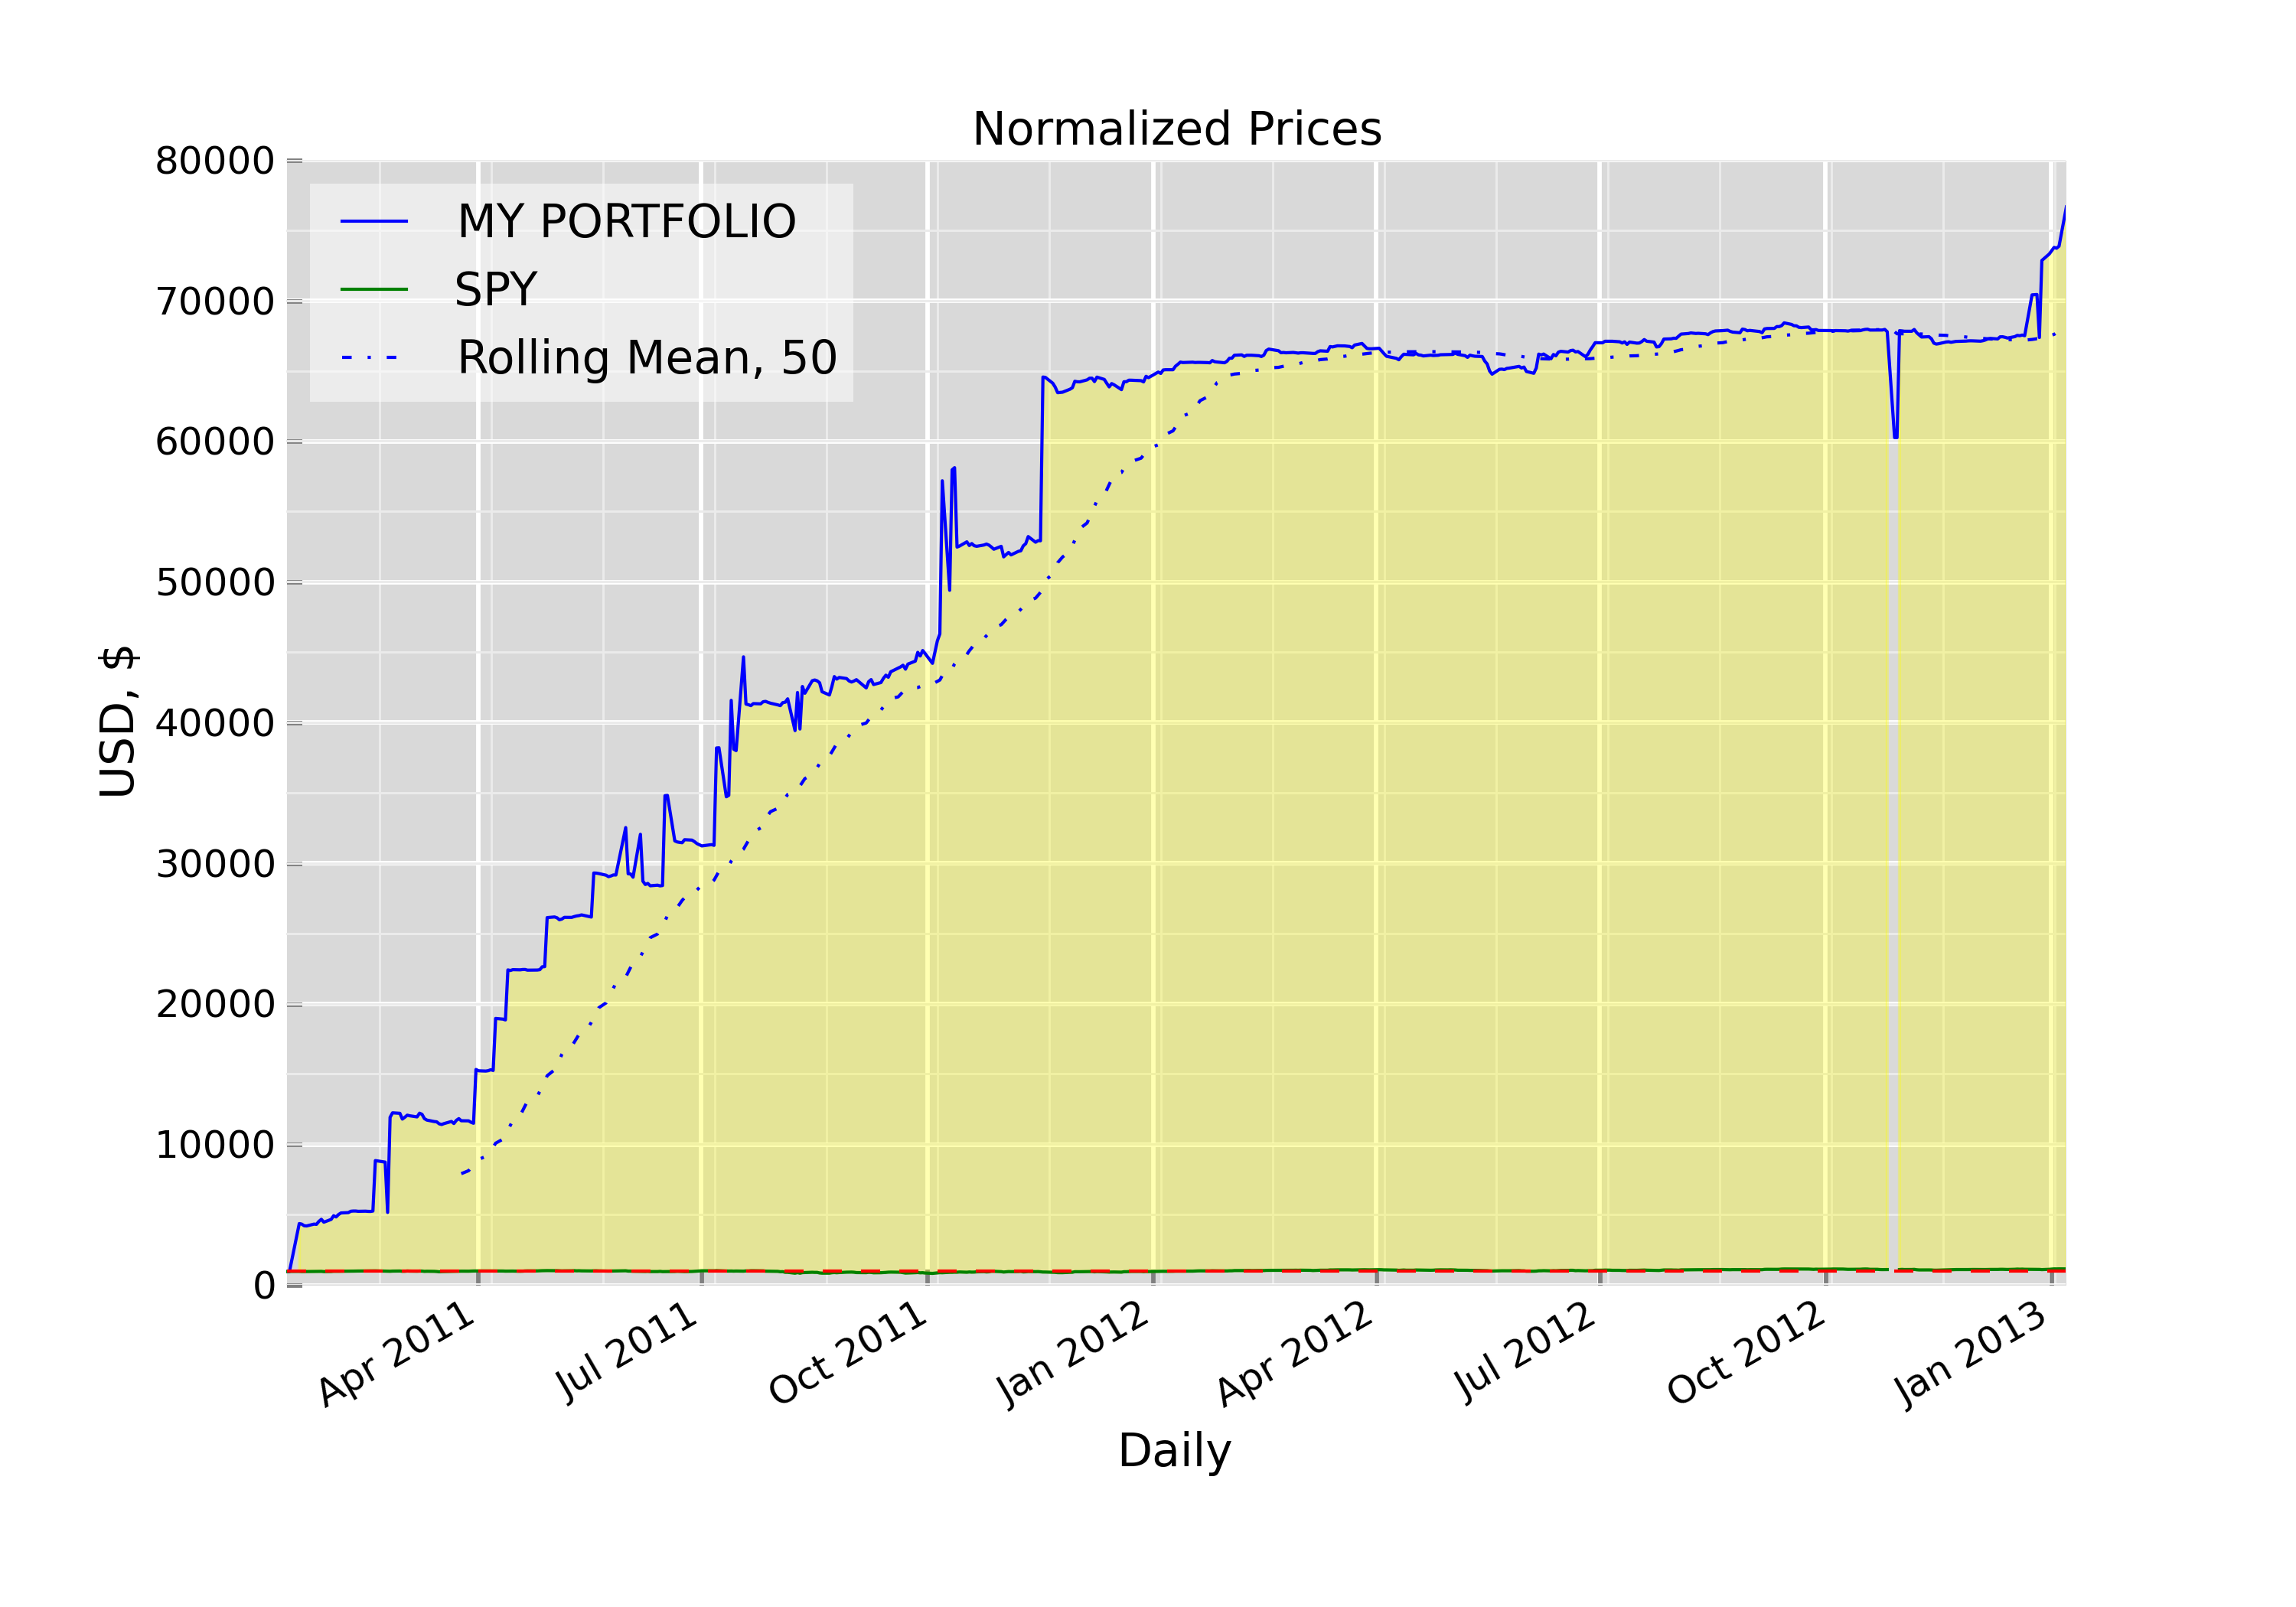 Normalized Prices
80000
70000
60000
50000
40000
30000
20000
10000
0
USD, $
MY PORTFOLIO
SPY
Rolling Mean, 50
Apr 2011
Jul 2011
Oct 2011
Jan 2012
Apr 2012
Jul 2012
Oct 2012
Jan 2013
Daily